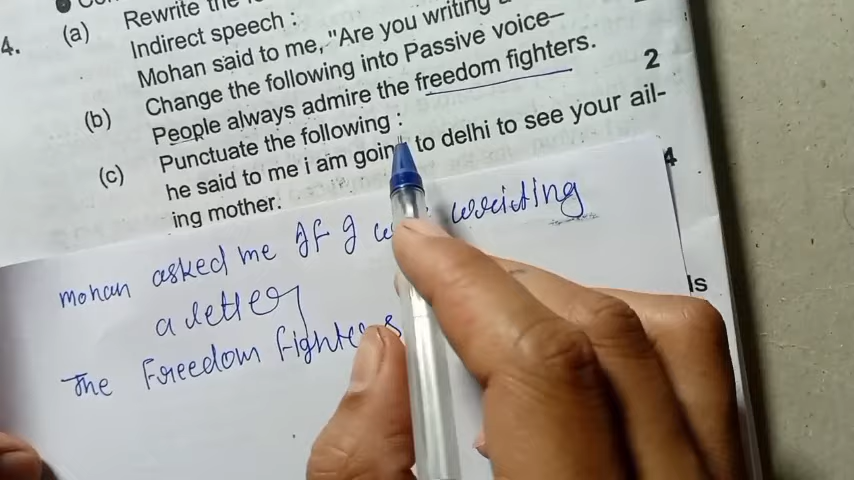 4. (a) Rewrite the
Indirect speech :
Mohan said to me, "Are you writing
(b) Change the following into Passive voice–
People always admire the freedom fighters.
2
(c) Punctuate the following :
he said to me i am going to delhi to see your ail-
ing mother.
4
Mohan asked me If I writing
a letter
The Freedom fighters
ls